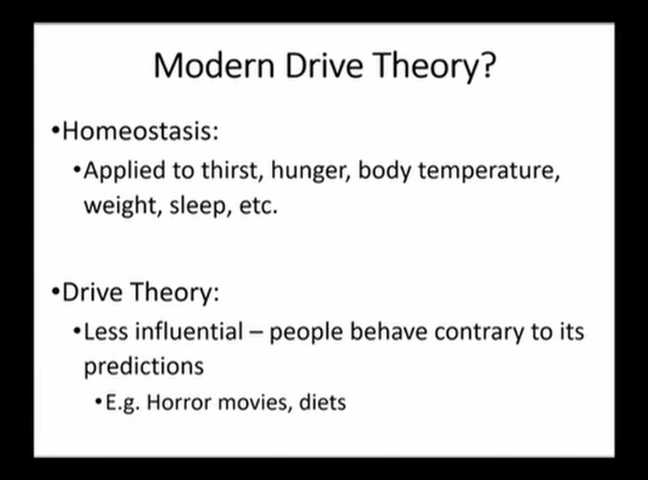 Modern Drive Theory?
•Homeostasis:
•Applied to thirst, hunger, body temperature,
weight, sleep, etc.
•Drive Theory:
•Less influential – people behave contrary to its
predictions
•E.g. Horror movies, diets